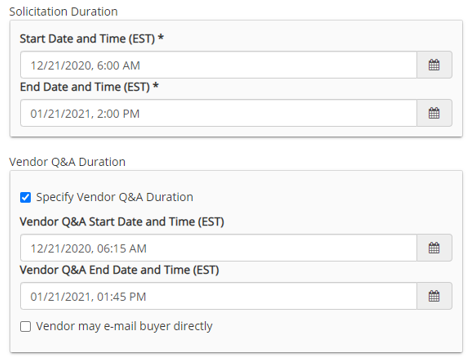 Solicitation Duration
Start Date and Time (EST) *
12/21/2020, 6:00 AM
End Date and Time (EST) *
01/21/2021, 2:00 PM
Vendor Q&A Duration
Specify Vendor Q&A Duration
Vendor Q&A Start Date and Time (EST)
12/21/2020, 06:15 AM
Vendor Q&A End Date and Time (EST)
01/21/2021, 01:45 PM
Vendor may e-mail buyer directly